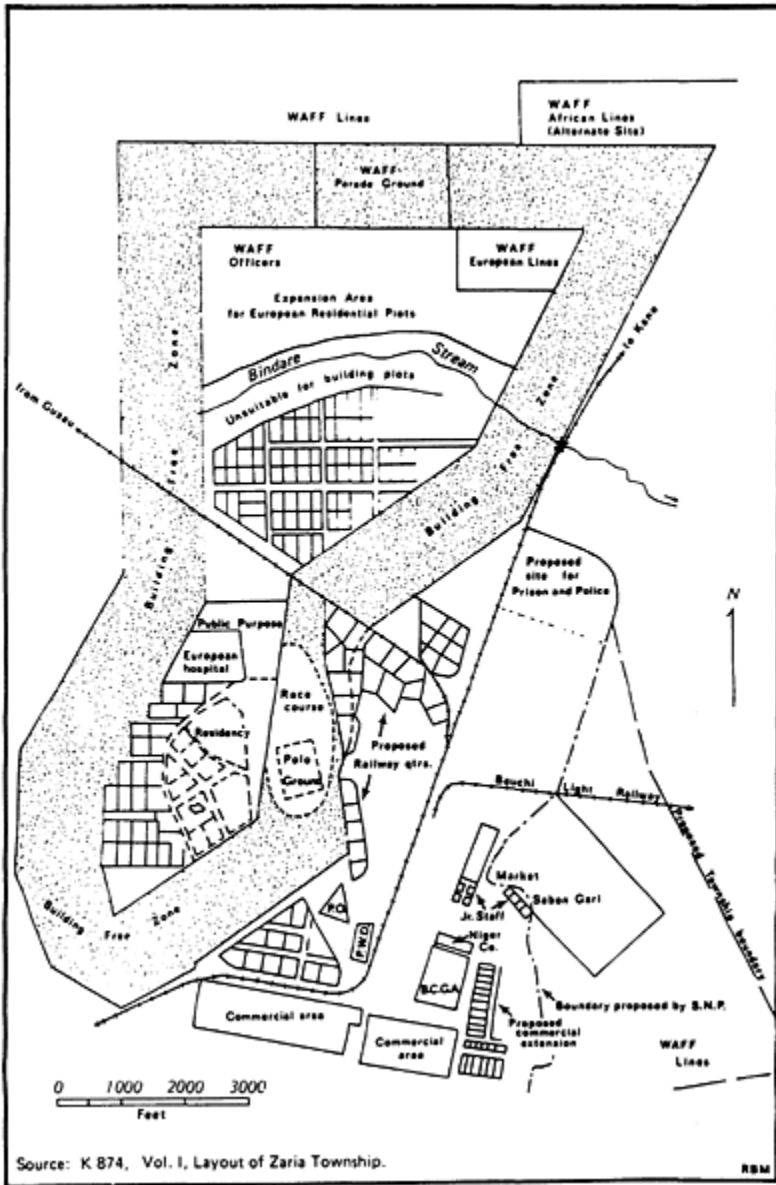 WAFF Lines
WAFF
African Lines
(Alternate Site)
WAFF
Parade Ground
WAFF
Officers
WAFF
European Lines
Expansion Area
for European Residential Plots
Zone
Free
Building
Bindare Stream
Unsuitable for building plots
from Gusau
to Kano
Building Free Zone
Proposed
site for
Prison and Police
N
Public Purpose
European
hospital
Race
course
Residency
Polo
Ground
Proposed
Railway qtrs.
Bauchi Light Railway
Proposed Township boundary
Market
Sabon Gari
Jr. Staff
Niger
Co.
B.C.G.A.
P.O.
P.W.D.
Building Free Zone
Commercial area
Commercial
area
Proposed
commercial
extension
Boundary proposed by S.N.P.
WAFF
Lines
0 1000 2000 3000
Feet
Source: K 874, Vol. I, Layout of Zaria Township.
RBM